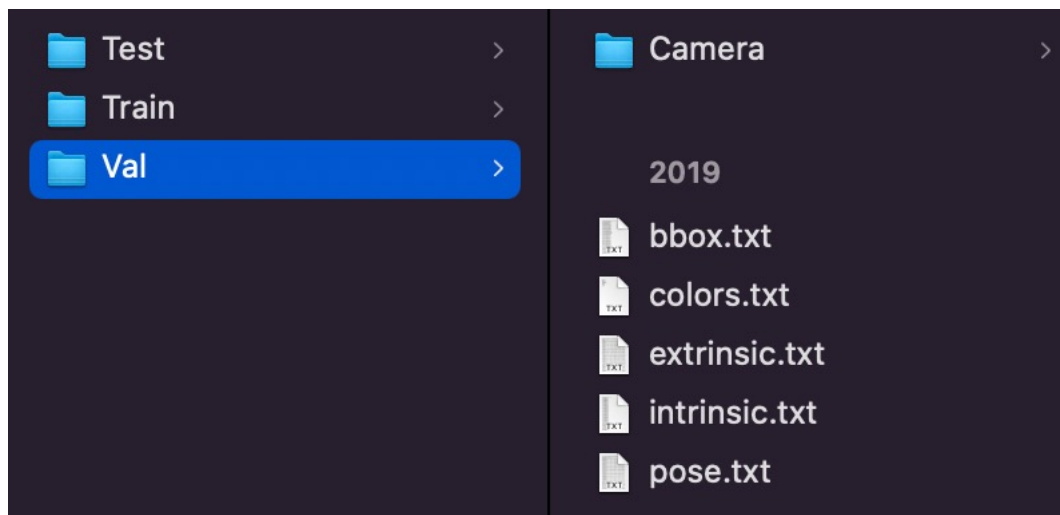 Test
Train
Val
Camera
2019
bbox.txt
colors.txt
extrinsic.txt
intrinsic.txt
pose.txt